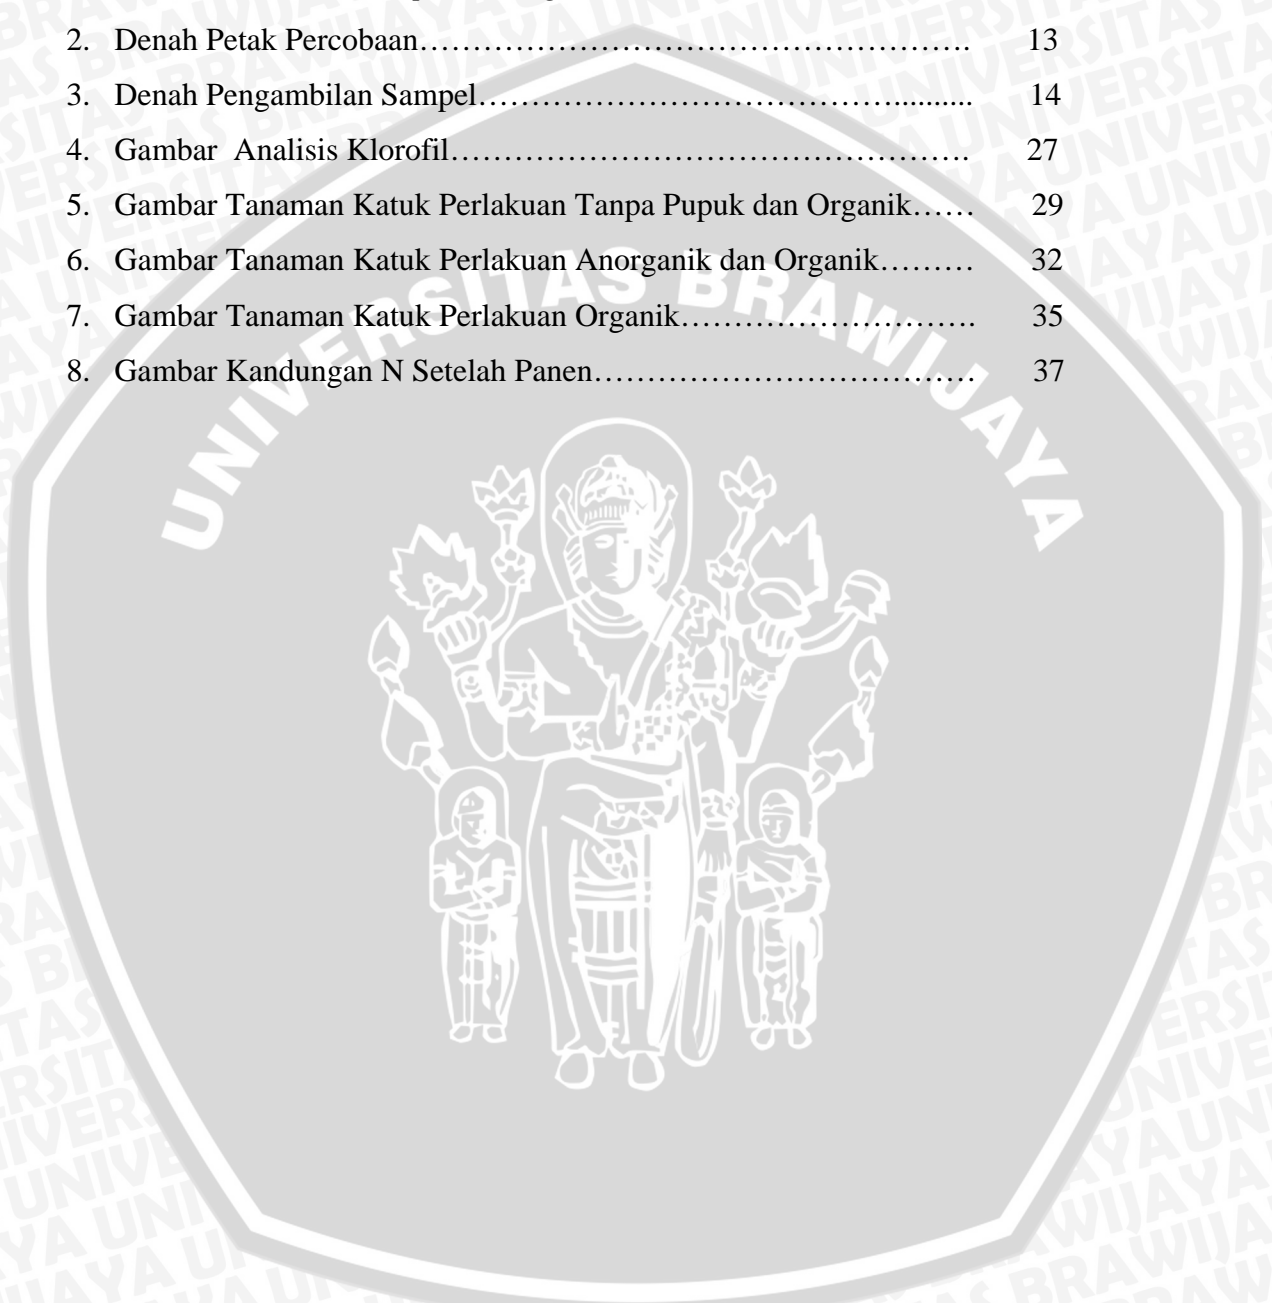 2. Denah Petak Percobaan……………………………………………. 13
3. Denah Pengambilan Sampel…………………………………........... 14
4. Gambar  Analisis Klorofil…………………………………………. 27
5. Gambar Tanaman Katuk Perlakuan Tanpa Pupuk dan Organik…… 29
6. Gambar Tanaman Katuk Perlakuan Anorganik dan Organik……… 32
7. Gambar Tanaman Katuk Perlakuan Organik………………………. 35
8. Gambar Kandungan N Setelah Panen……………………………… 37
UNIVERSITAS BRAWIJAYA